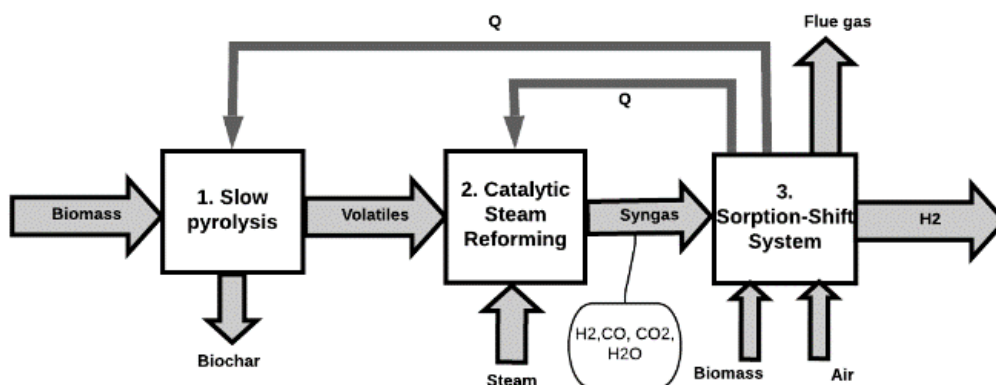 Q
Flue gas
Q
Biomass
1. Slow
pyrolysis
Volatiles
2. Catalytic
Steam
Reforming
Syngas
3.
Sorption-Shift
System
H2
H2,CO, CO2,
H2O
Biochar
Steam
Biomass
Air